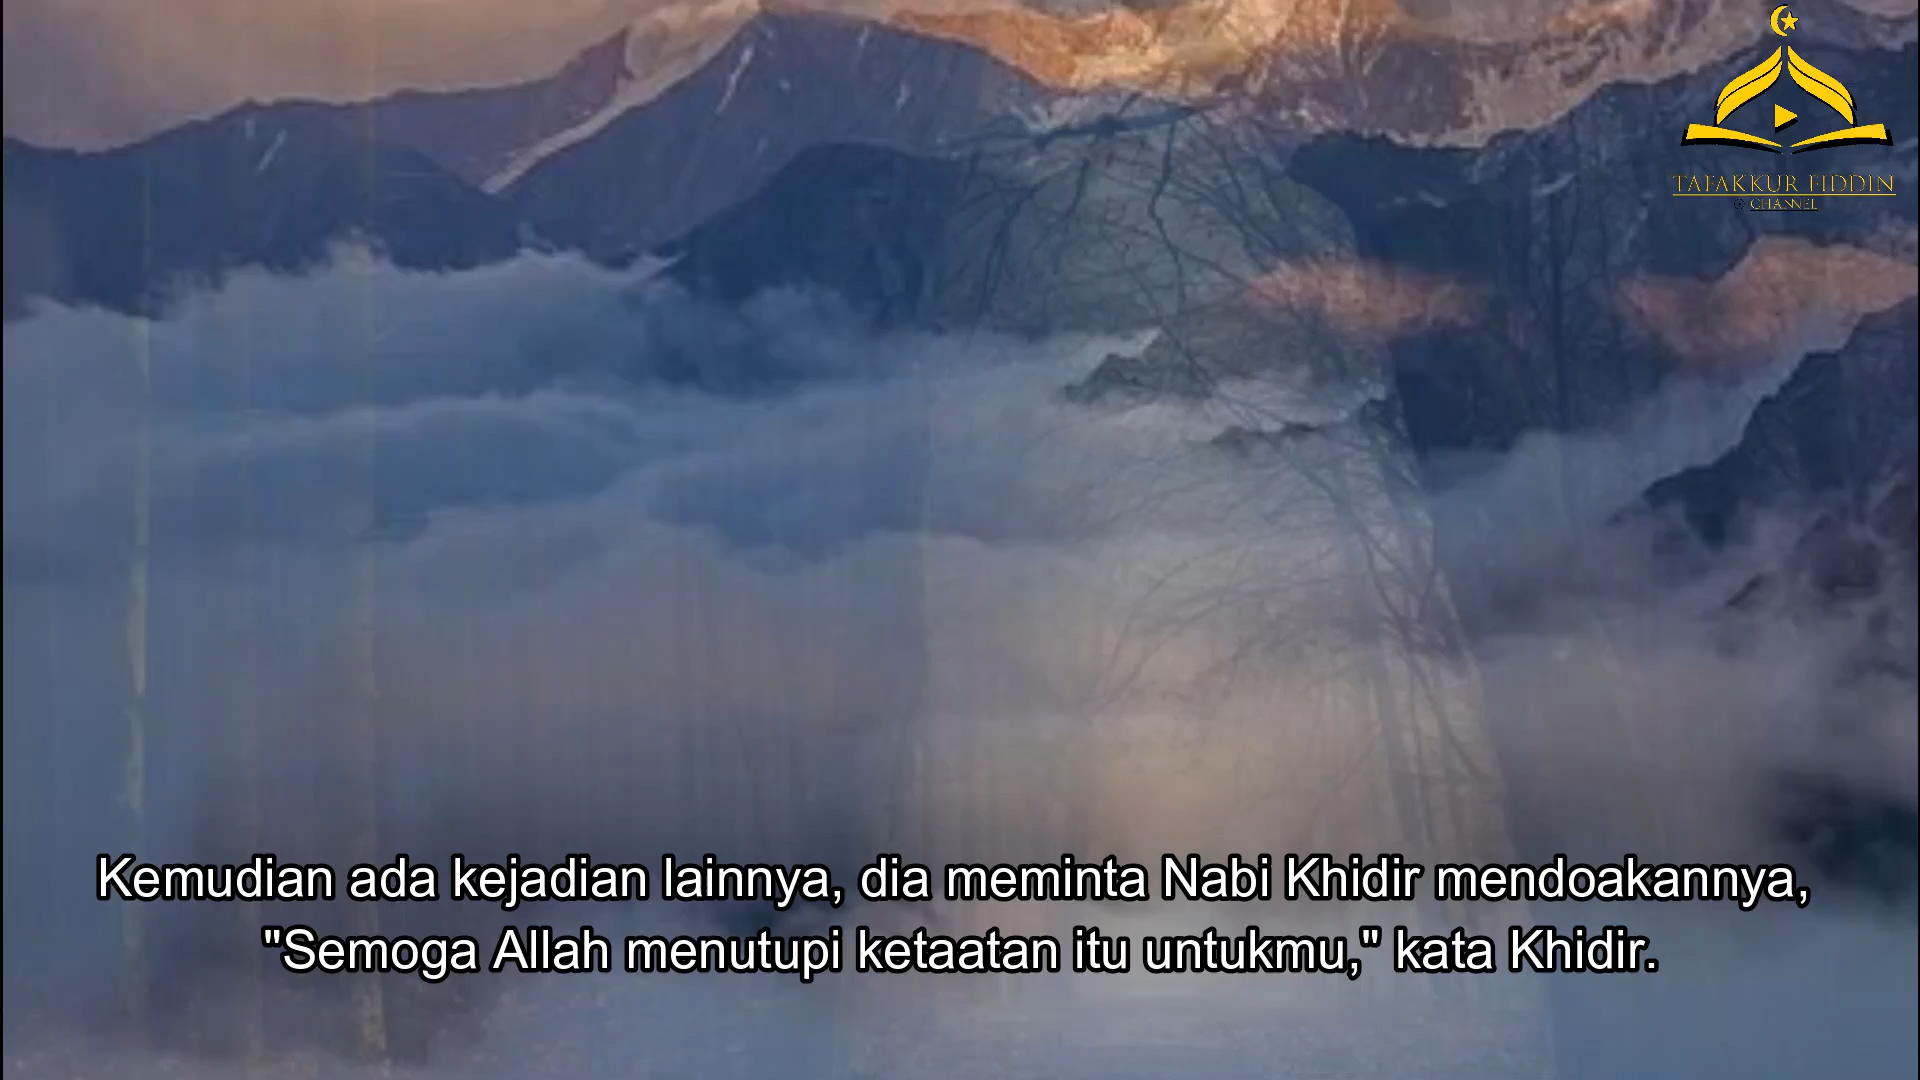 TAFAKKUR FIDDIN
CHANNEL
Kemudian ada kejadian lainnya, dia meminta Nabi Khidir mendoakannya,
"Semoga Allah menutupi ketaatan itu untukmu," kata Khidir.